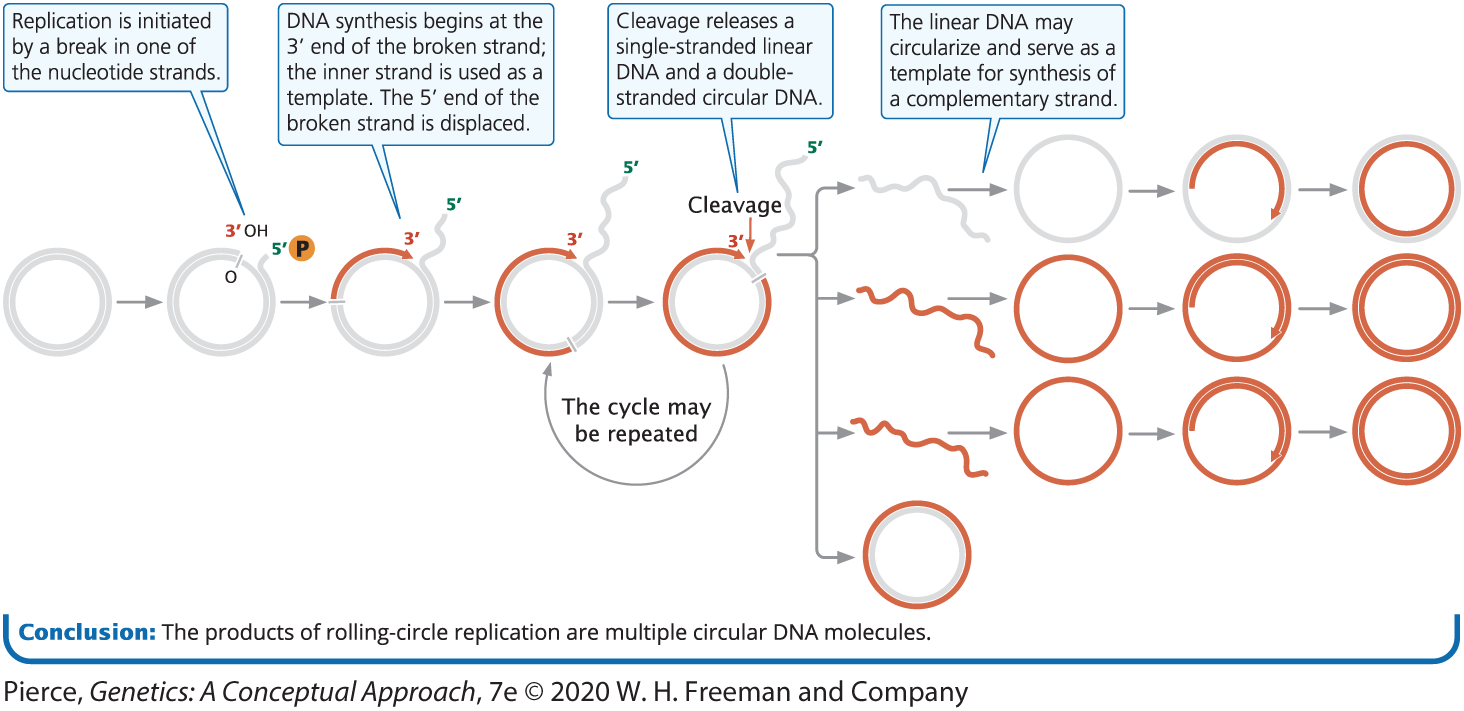 Replication is initiated
by a break in one of
the nucleotide strands.
DNA synthesis begins at the
3’ end of the broken strand;
the inner strand is used as a
template. The 5’ end of the
broken strand is displaced.
Cleavage releases a
single-stranded linear
DNA and a double-
stranded circular DNA.
The linear DNA may
circularize and serve as a
template for synthesis of
a complementary strand.
3’ OH
5’ P
O
3’
5’
3’
5’
Cleavage
3’
5’
The cycle may
be repeated
Conclusion: The products of rolling-circle replication are multiple circular DNA molecules.
Pierce, Genetics: A Conceptual Approach, 7e © 2020 W. H. Freeman and Company